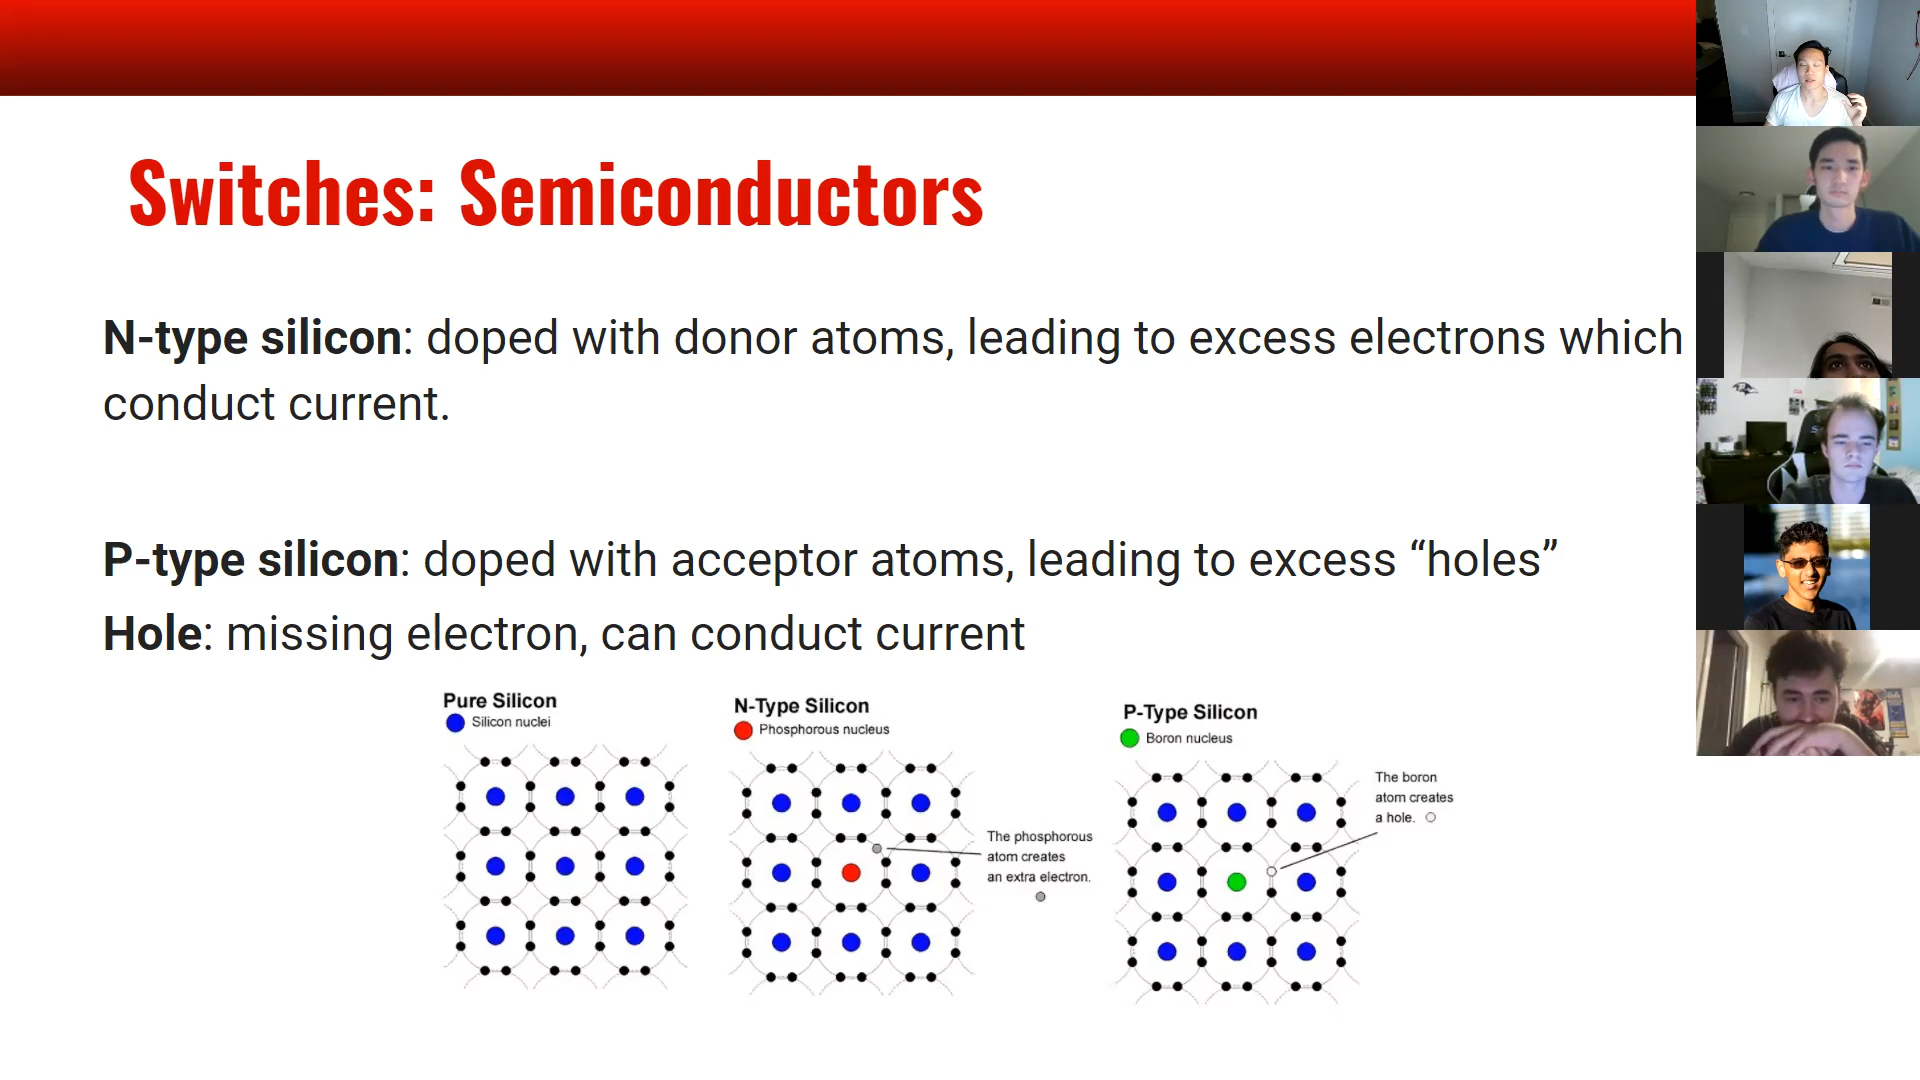 Switches: Semiconductors
N-type silicon: doped with donor atoms, leading to excess electrons which
conduct current.
P-type silicon: doped with acceptor atoms, leading to excess “holes”
Hole: missing electron, can conduct current
Pure Silicon
Silicon nuclei
N-Type Silicon
Phosphorous nucleus
The phosphorous
atom creates
an extra electron.
P-Type Silicon
Boron nucleus
The boron
atom creates
a hole.